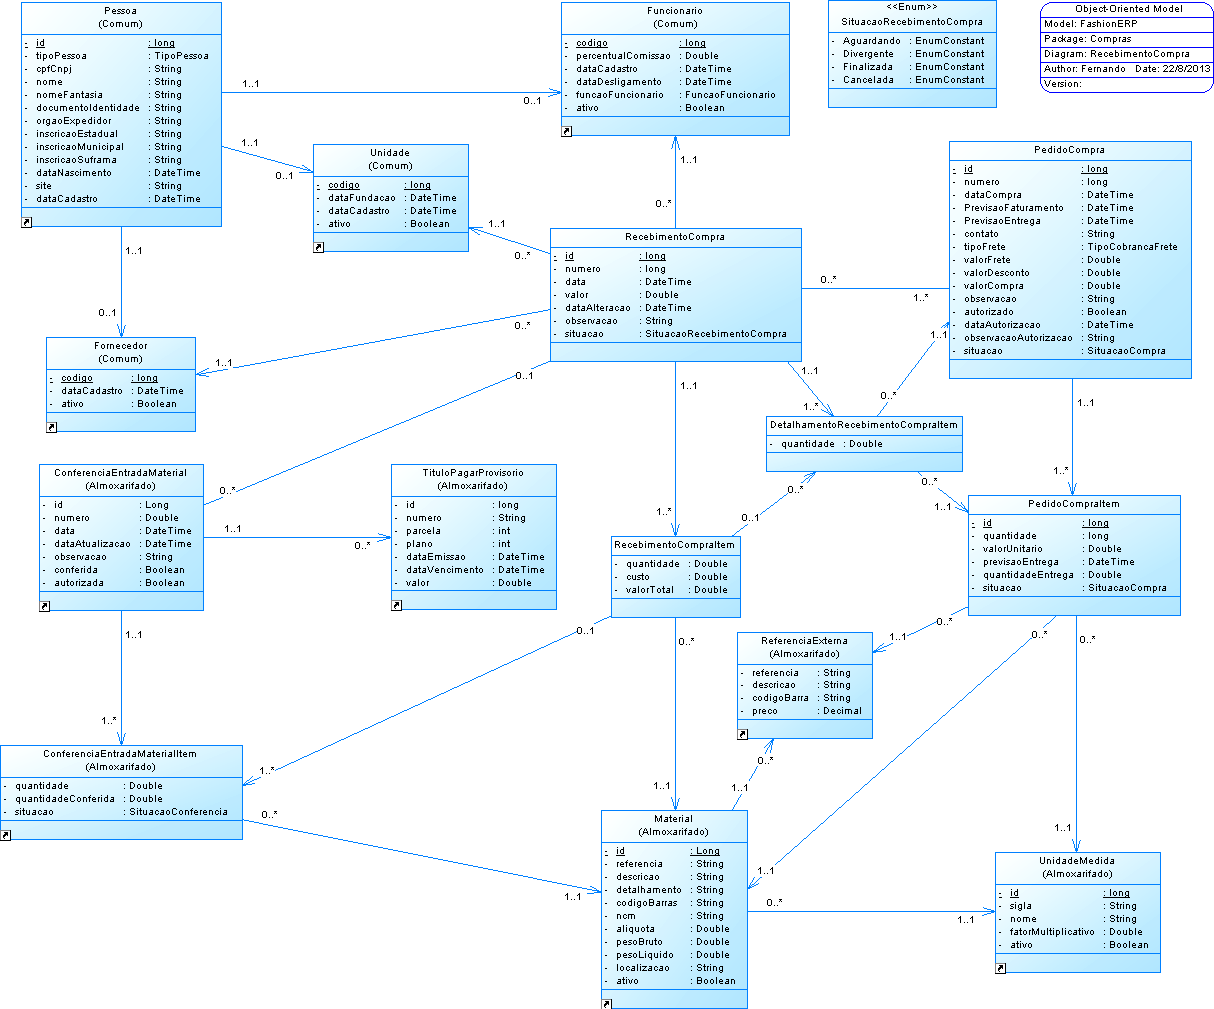 Pessoa
(Comum)
- id : long
- tipoPessoa : TipoPessoa
- cpfCnpj : String
- nome : String
- nomeFantasia : String
- documentoIdentidade : String
- orgaoExpedidor : String
- inscricaoEstadual : String
- inscricaoMunicipal : String
- inscricaoSuframa : String
- dataNascimento : DateTime
- site : String
- dataCadastro : DateTime
Funcionario
(Comum)
- codigo : long
- percentualComissao : Double
- dataCadastro : DateTime
- dataDesligamento : DateTime
- funcaoFuncionario : FuncaoFuncionario
- ativo : Boolean
<<Enum>>
SituacaoRecebimentoCompra
- Aguardando : EnumConstant
- Divergente : EnumConstant
- Finalizada : EnumConstant
- Cancelada : EnumConstant
Object-Oriented Model
Model: FashionERP
Package: Compras
Diagram: RecebimentoCompra
Author: Fernando Date: 22/8/2013
Version:
1..1
0..1
1..1
0..1
Unidade
(Comum)
- codigo : long
- dataFundacao : DateTime
- dataCadastro : DateTime
- ativo : Boolean
1..1
0..*
1..1
0..*
PedidoCompra
- id : long
- numero : long
- dataCompra : DateTime
- PrevisaoFaturamento : DateTime
- PrevisaoEntrega : DateTime
- contato : String
- tipoFrete : TipoCobrancaFrete
- valorFrete : Double
- valorDesconto : Double
- valorCompra : Double
- observacao : String
- autorizado : Boolean
- dataAutorizacao : DateTime
- observacaoAutorizacao : String
- situacao : SituacaoCompra
RecebimentoCompra
- id : long
- numero : long
- data : DateTime
- valor : Double
- dataAlteracao : DateTime
- observacao : String
- situacao : SituacaoRecebimentoCompra
0..*
1..*
1..1
0..1
0..*
1..1
Fornecedor
(Comum)
- codigo : long
- dataCadastro : DateTime
- ativo : Boolean
0..1
1..1
1..1
1..*
1..1
0..*
1..1
1..*
DetalhamentoRecebimentoCompraItem
- quantidade : Double
ConferenciaEntradaMaterial
(Almoxarifado)
- id : Long
- numero : Double
- data : DateTime
- dataAtualizacao : DateTime
- observacao : String
- conferida : Boolean
- autorizada : Boolean
0..*
1..1
0..*
TituloPagarProvisorio
(Almoxarifado)
- id : long
- numero : String
- parcela : int
- plano : int
- dataEmissao : DateTime
- dataVencimento : DateTime
- valor : Double
1..*
0..1
0..*
0..*
1..1
RecebimentoCompraItem
- quantidade : Double
- custo : Double
- valorTotal : Double
PedidoCompraItem
- id : long
- quantidade : long
- valorUnitario : Double
- previsaoEntrega : DateTime
- quantidadeEntrega : Double
- situacao : SituacaoCompra
1..1
1..*
0..1
1..*
0..*
1..1
ReferenciaExterna
(Almoxarifado)
- referencia : String
- descricao : String
- codigoBarra : String
- preco : Decimal
1..1
0..*
0..*
1..1
0..*
1..1
0..*
1..1
ConferenciaEntradaMaterialItem
(Almoxarifado)
- quantidade : Double
- quantidadeConferida : Double
- situacao : SituacaoConferencia
0..*
1..1
Material
(Almoxarifado)
- id : Long
- referencia : String
- descricao : String
- detalhamento : String
- codigoBarras : String
- ncm : String
- aliquota : Double
- pesoBruto : Double
- pesoLiquido : Double
- localizacao : String
- ativo : Boolean
0..*
1..1
UnidadeMedida
(Almoxarifado)
- id : long
- sigla : String
- nome : String
- fatorMultiplicativo : Double
- ativo : Boolean